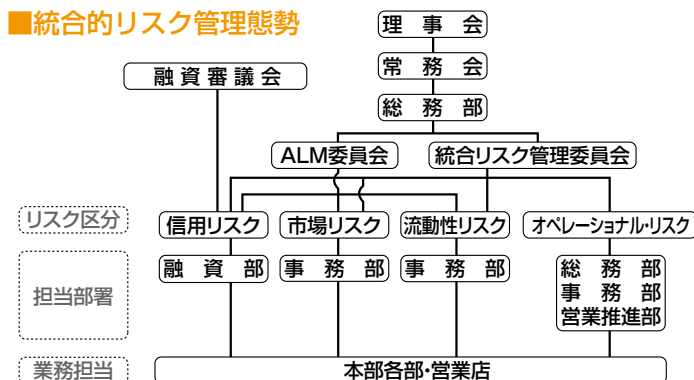 ■統合的リスク管理態勢
理事会
常務会
融資審議会
総務部
ALM委員会
統合リスク管理委員会
リスク区分
信用リスク
市場リスク
流動性リスク
オペレーショナル・リスク
担当部署
融資部
事務部
事務部
総務部
事務部
営業推進部
業務担当
本部各部・営業店